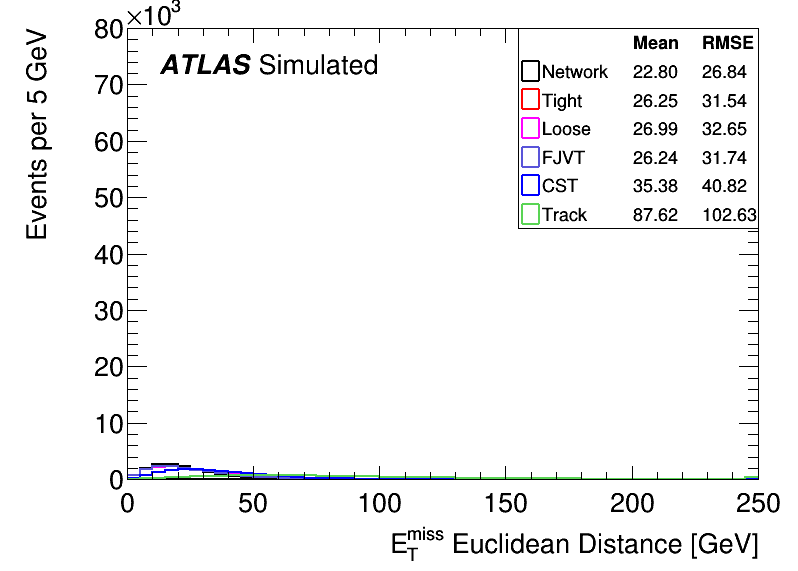 ×10³
Events per 5 GeV
80
70
60
50
40
30
20
10
0
ATLAS Simulated
Mean RMSE
Network 22.80 26.84
Tight 26.25 31.54
Loose 26.99 32.65
FJVT 26.24 31.74
CST 35.38 40.82
Track 87.62 102.63
0 50 100 150 200 250
E_T^miss Euclidean Distance [GeV]